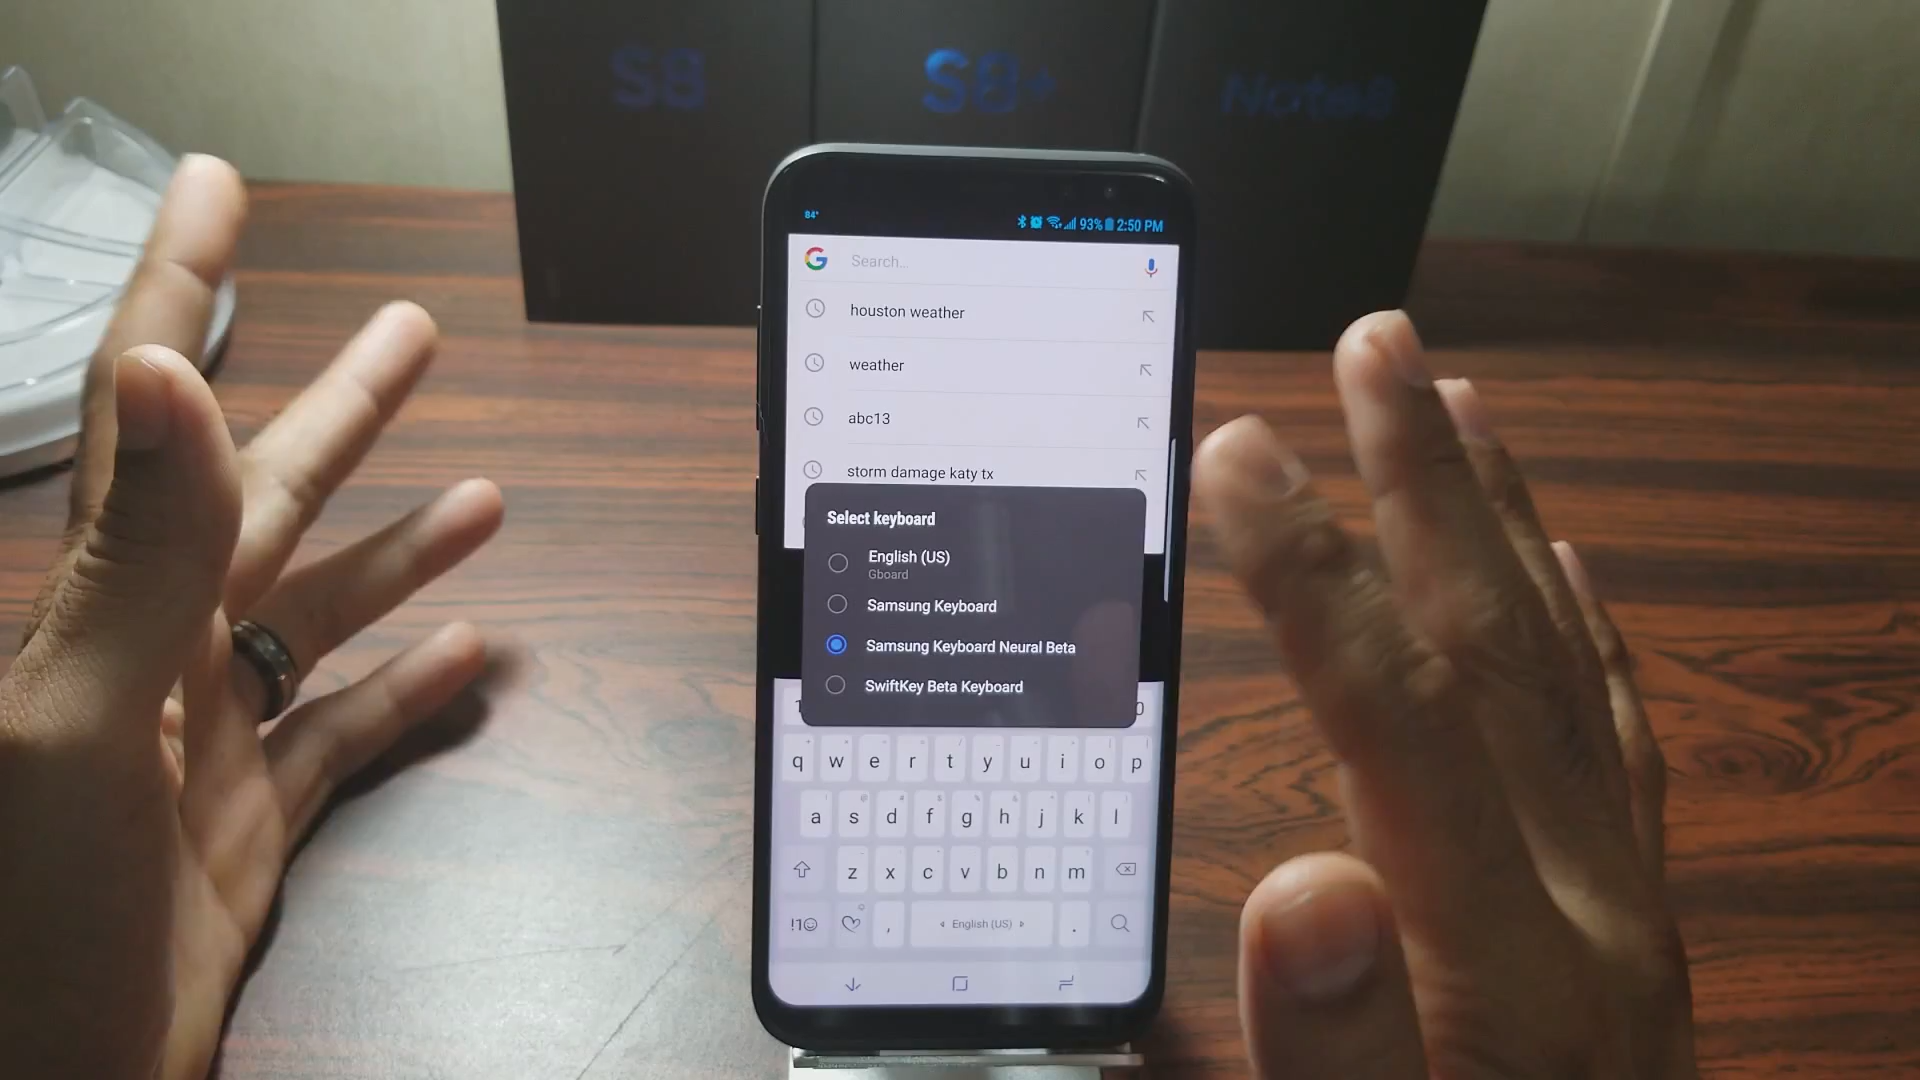 S8
S8+
Note8
84°
93% 2:50 PM
G Search...
houston weather
weather
abc13
storm damage katy tx
Select keyboard
English (US)
Gboard
Samsung Keyboard
Samsung Keyboard Neural Beta
SwiftKey Beta Keyboard
q w e r t y u i o p
a s d f g h j k l
z x c v b n m
!1☺ , English (US) .